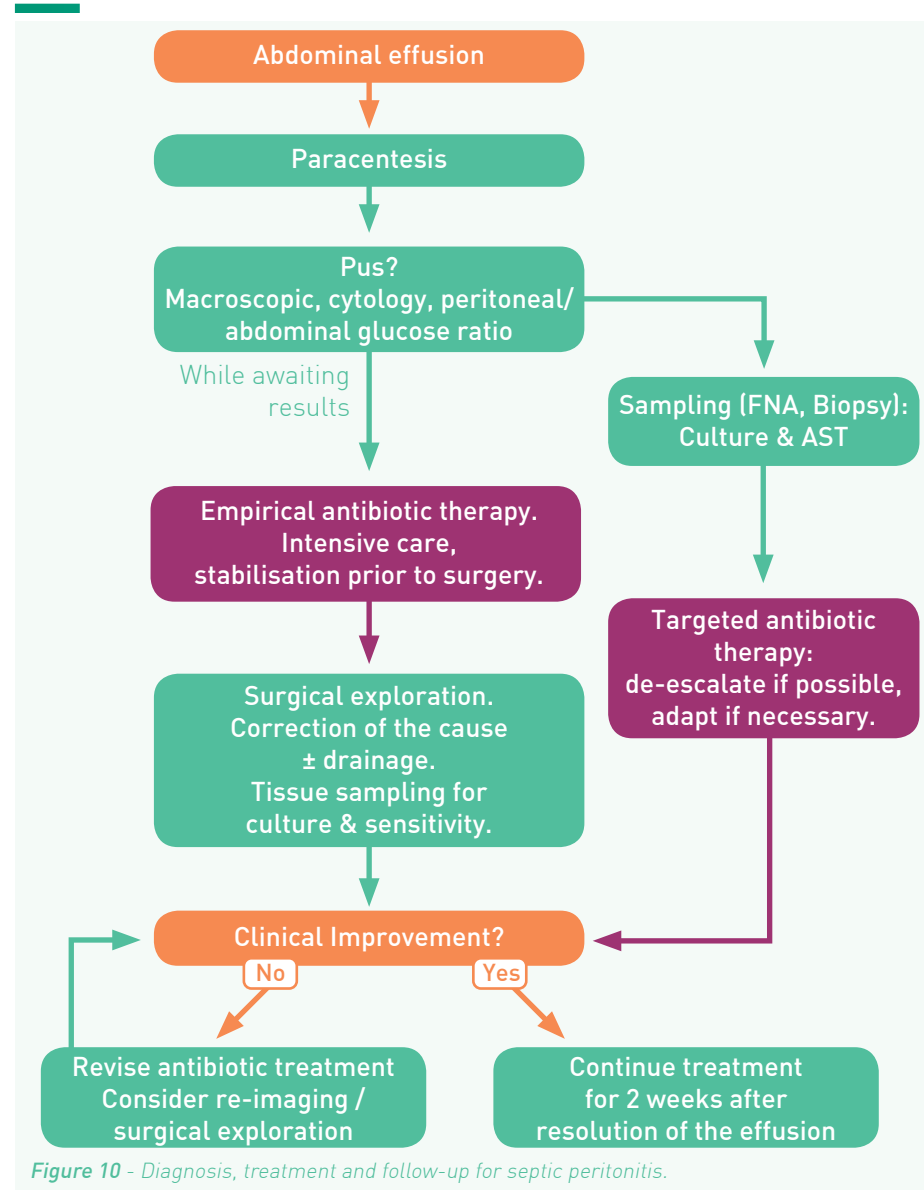 Abdominal effusion
Paracentesis
Pus?
Macroscopic, cytology, peritoneal/
abdominal glucose ratio
While awaiting
results
Sampling (FNA, Biopsy):
Culture & AST
Empirical antibiotic therapy.
Intensive care,
stabilisation prior to surgery.
Targeted antibiotic
therapy:
de-escalate if possible,
adapt if necessary.
Surgical exploration.
Correction of the cause
± drainage.
Tissue sampling for
culture & sensitivity.
Clinical Improvement?
No
Yes
Revise antibiotic treatment
Consider re-imaging /
surgical exploration
Continue treatment
for 2 weeks after
resolution of the effusion
Figure 10 - Diagnosis, treatment and follow-up for septic peritonitis.